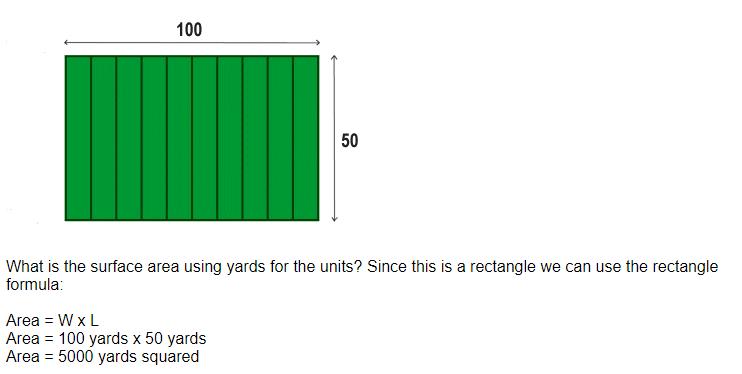 100
50
What is the surface area using yards for the units? Since this is a rectangle we can use the rectangle
formula:
Area = W x L
Area = 100 yards x 50 yards
Area = 5000 yards squared